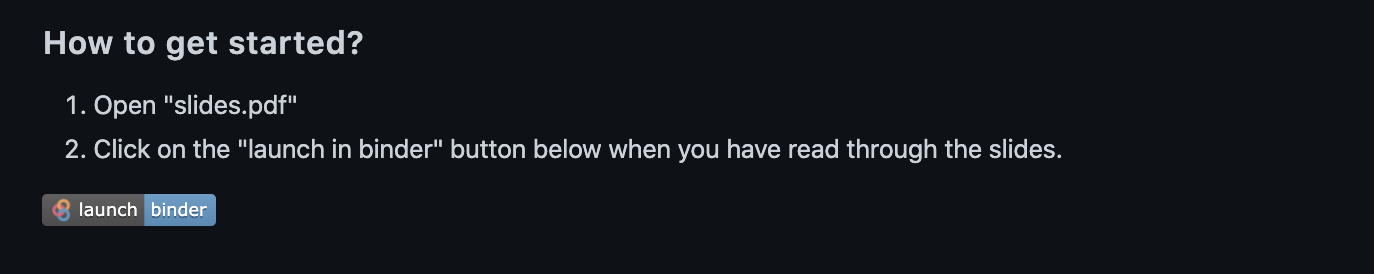 How to get started?
1. Open "slides.pdf"
2. Click on the "launch in binder" button below when you have read through the slides.
launch binder